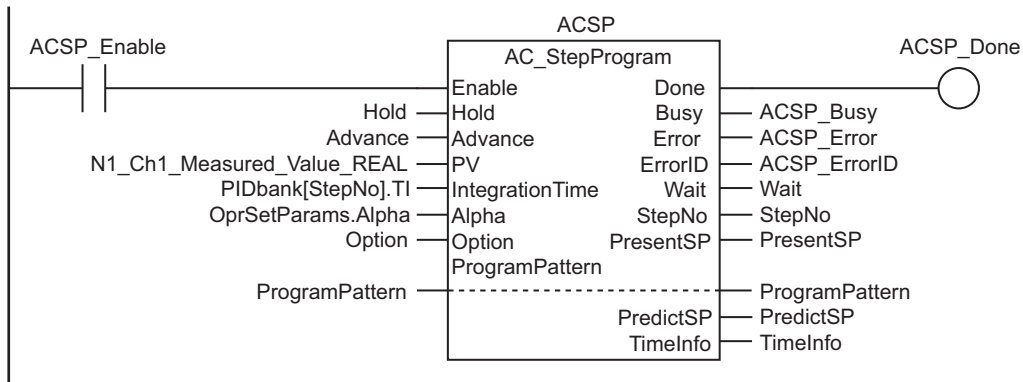 ACSP
ACSP_Enable
ACSP_Done
AC_StepProgram
Enable Done
Hold Hold Busy ACSP_Busy
Advance Advance Error ACSP_Error
N1_Ch1_Measured_Value_REAL PV ErrorID ACSP_ErrorID
PIDbank[StepNo].TI IntegrationTime Wait Wait
OprSetParams.Alpha Alpha StepNo StepNo
Option Option PresentSP PresentSP
ProgramPattern
ProgramPattern ProgramPattern
PredictSP PredictSP
TimeInfo TimeInfo